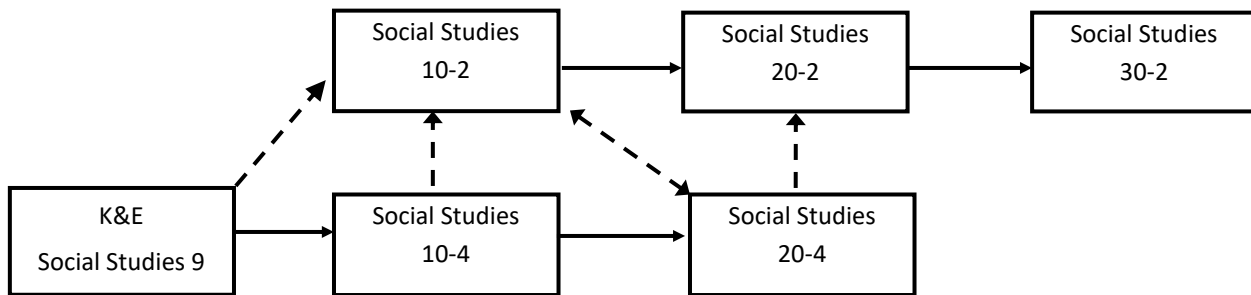 Social Studies
10-2
Social Studies
20-2
Social Studies
30-2
K&E
Social Studies 9
Social Studies
10-4
Social Studies
20-4